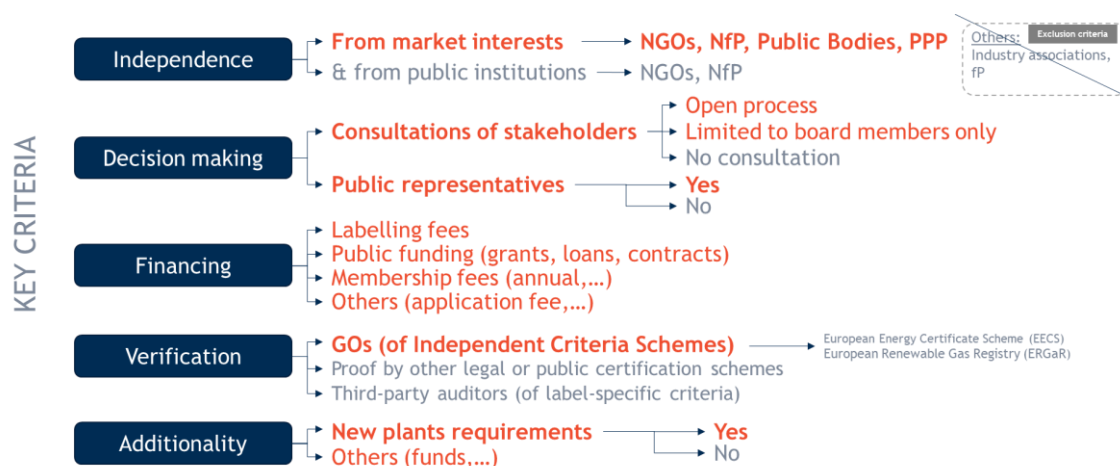 KEY CRITERIA
Independence
From market interests
NGOs, NfP, Public Bodies, PPP
& from public institutions
NGOs, NfP
Others:
Exclusion criteria
Industry associations,
fP
Decision making
Consultations of stakeholders
Open process
Limited to board members only
No consultation
Public representatives
Yes
No
Financing
Labelling fees
Public funding (grants, loans, contracts)
Membership fees (annual,…)
Others (application fee,…)
Verification
GOs (of Independent Criteria Schemes)
European Energy Certificate Scheme (EECS)
European Renewable Gas Registry (ERGaR)
Proof by other legal or public certification schemes
Third-party auditors (of label-specific criteria)
Additionality
New plants requirements
Yes
No
Others (funds,…)